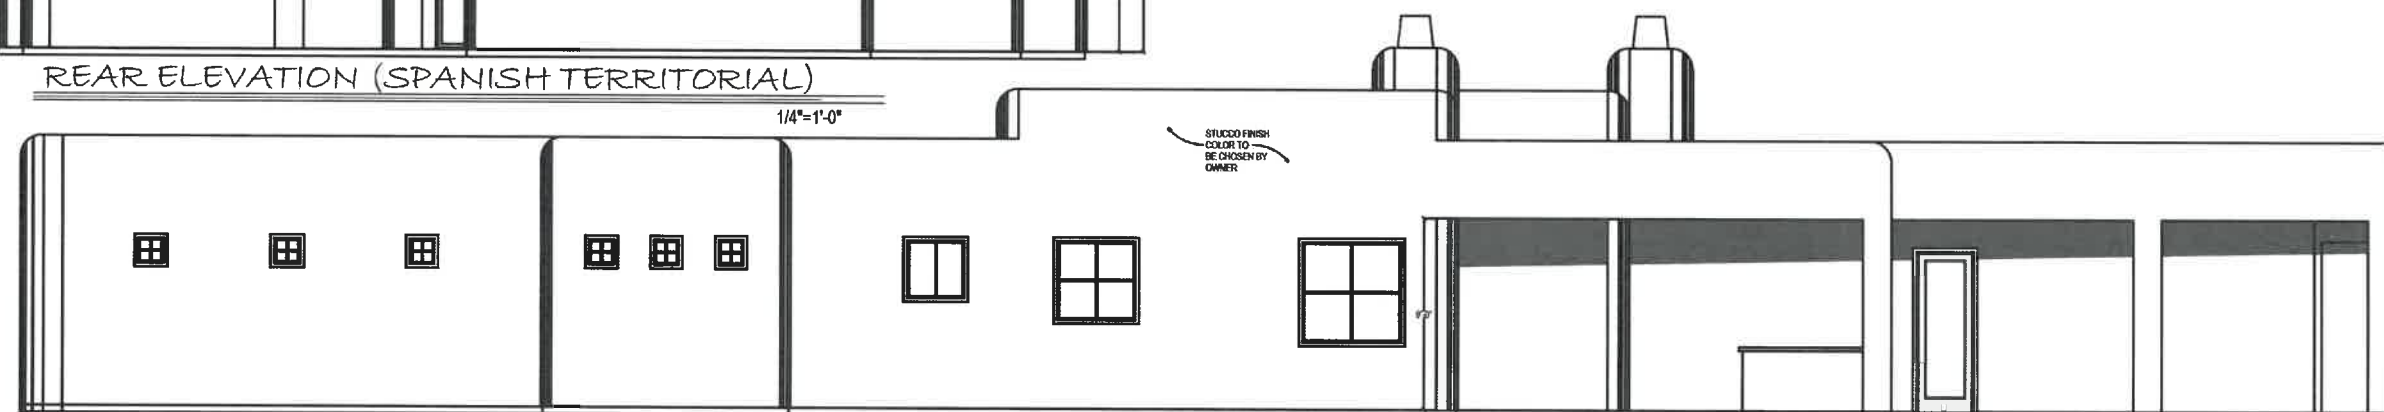 REAR ELEVATION (SPANISH TERRITORIAL)
1/4"=1'-0"
STUCCO FINISH
COLOR TO
BE CHOSEN BY
OWNER